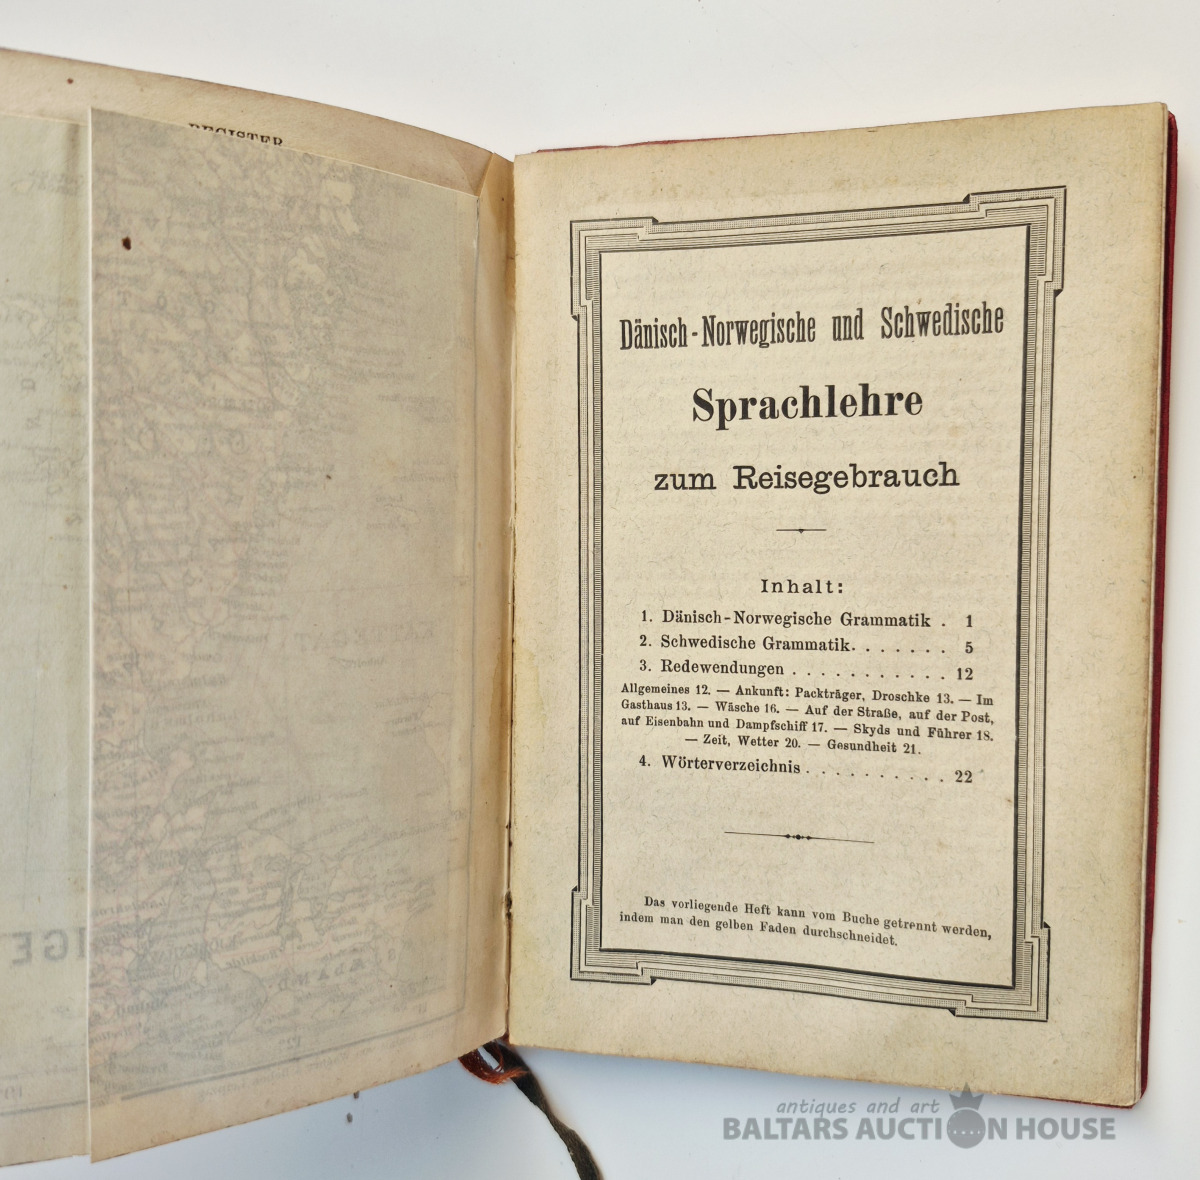 REGISTER
Dänisch-Norwegische und Schwedische
Sprachlehre
zum Reisegebrauch
Inhalt:
1. Dänisch-Norwegische Grammatik . 1
2. Schwedische Grammatik. . . . . . . 5
3. Redewendungen . . . . . . . . . . . 12
Allgemeines 12. — Ankunft: Packträger, Droschke 13. — Im
Gasthaus 13. — Wäsche 16. — Auf der Straße, auf der Post,
auf Eisenbahn und Dampfschiff 17. — Skyds und Führer 18.
— Zeit, Wetter 20. — Gesundheit 21.
4. Wörterverzeichnis . . . . . . . . . . 22
Das vorliegende Heft kann vom Buche getrennt werden,
indem man den gelben Faden durchschneidet.
antiques and art
BALTARS AUCTION HOUSE